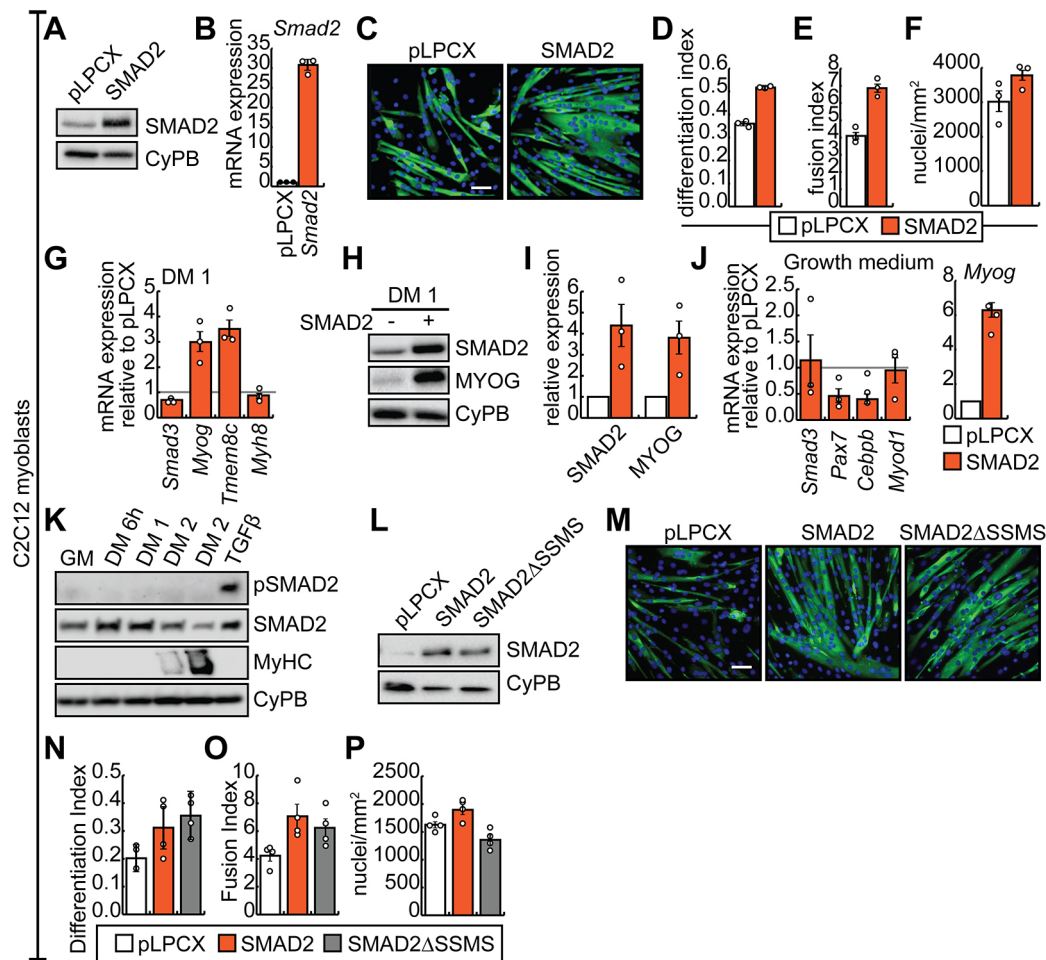 A
pLPCX
SMAD2
SMAD2
CyPB
B
Smad2
mRNA expression
35
30
25
20
15
10
5
0
pLPCX
Smad2
C
pLPCX
SMAD2
D
differentiation index
0.6
0.5
0.4
0.3
0.2
0.1
0.0
E
fusion index
8
7
6
5
4
3
2
1
0
F
nuclei/mm²
4000
3000
2000
1000
0
pLPCX
SMAD2
C2C12 myoblasts
G
DM 1
mRNA expression
relative to pLPCX
5
4
3
2
1
0
Smad3
Myog
Tmem8c
Myh8
H
DM 1
SMAD2 - +
SMAD2
MYOG
CyPB
I
relative expression
6
5
4
3
2
1
0
SMAD2
MYOG
J
Growth medium
mRNA expression
relative to pLPCX
2.5
2.0
1.5
1.0
0.5
0.0
Smad3
Pax7
Cebpb
Myod1
Myog
8
6
4
2
0
pLPCX
SMAD2
K
GM
DM 6h
DM 1
DM 2
DM 2
TGFβ
pSMAD2
SMAD2
MyHC
CyPB
L
pLPCX
SMAD2
SMAD2ΔSSMS
SMAD2
CyPB
M
pLPCX
SMAD2
SMAD2ΔSSMS
N
Differentiation Index
0.5
0.4
0.3
0.2
0.1
0.0
O
Fusion Index
10
8
6
4
2
0
P
nuclei/mm²
2500
2000
1500
1000
500
0
pLPCX
SMAD2
SMAD2ΔSSMS